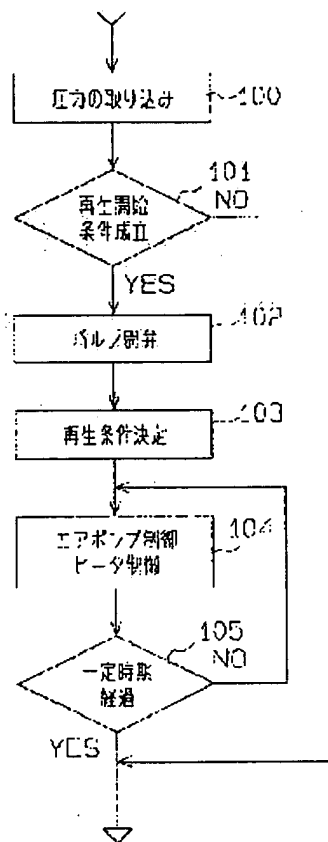 圧力の取り込み
100
101
再生開始
条件成立
NO
YES
102
バルブ開弁
103
再生条件決定
エアポンプ制御
ヒータ制御
104
105
一定時間
経過
NO
YES